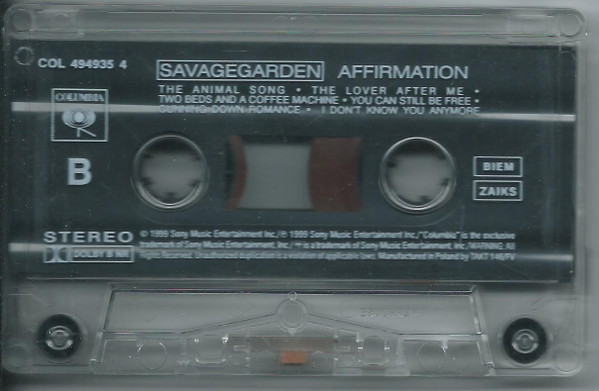 COL 494935 4
SAVAGEGARDEN AFFIRMATION
THE ANIMAL SONG • THE LOVER AFTER ME •
TWO BEDS AND A COFFEE MACHINE • YOU CAN STILL BE FREE •
GUNNING DOWN ROMANCE • I DON'T KNOW YOU ANYMORE
COLUMBIA
B
BIEM
ZAIKS
STEREO
DOLBY B NR
© 1999 Sony Music Entertainment Inc./℗ 1999 Sony Music Entertainment Inc./"Columbia" is the exclusive
trademark of Sony Music Entertainment Inc./ is a trademark of Sony Music Entertainment Inc./WARNING: All
Rights Reserved. Unauthorized duplication is a violation of applicable laws. Manufactured in Poland by TAKT 146/FV